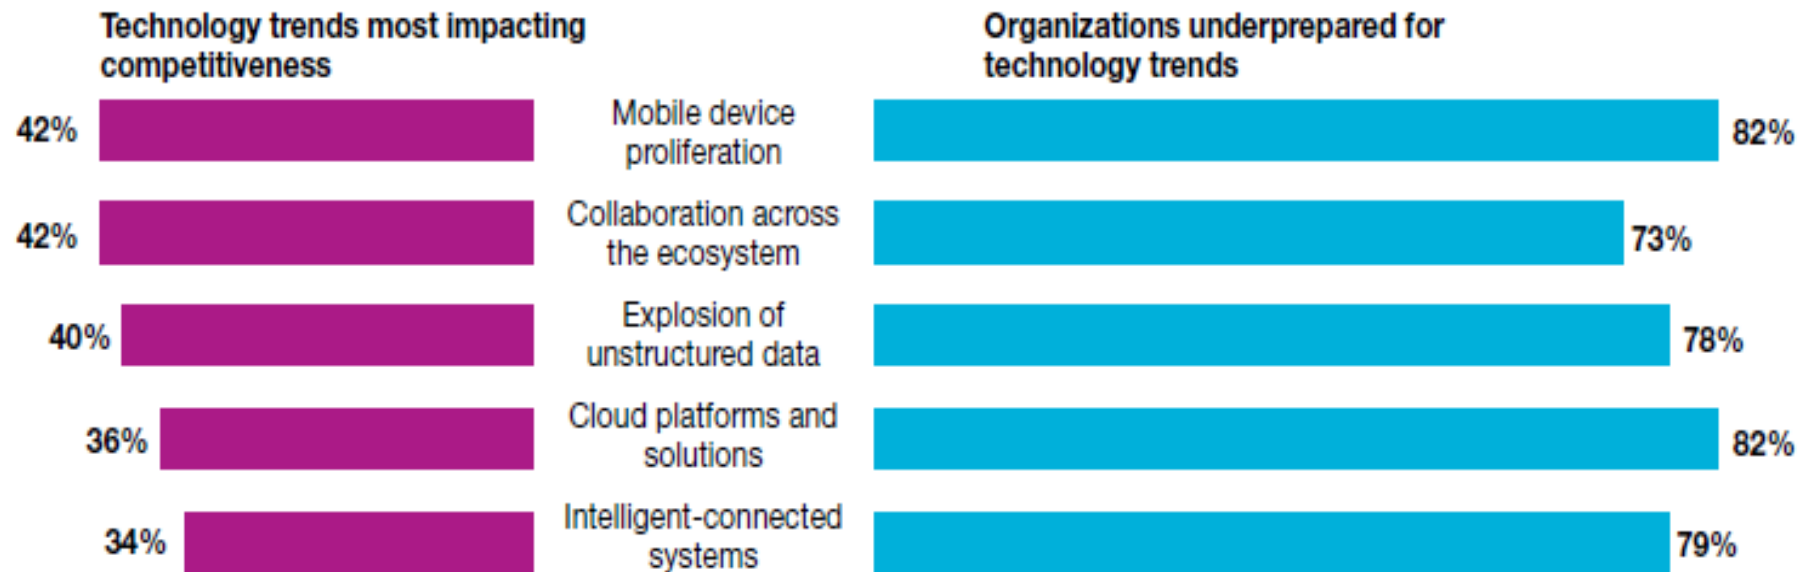 Technology trends most impacting
competitiveness
Organizations underprepared for
technology trends
42%
Mobile device
proliferation
82%
42%
Collaboration across
the ecosystem
73%
40%
Explosion of
unstructured data
78%
36%
Cloud platforms and
solutions
82%
34%
Intelligent-connected
systems
79%